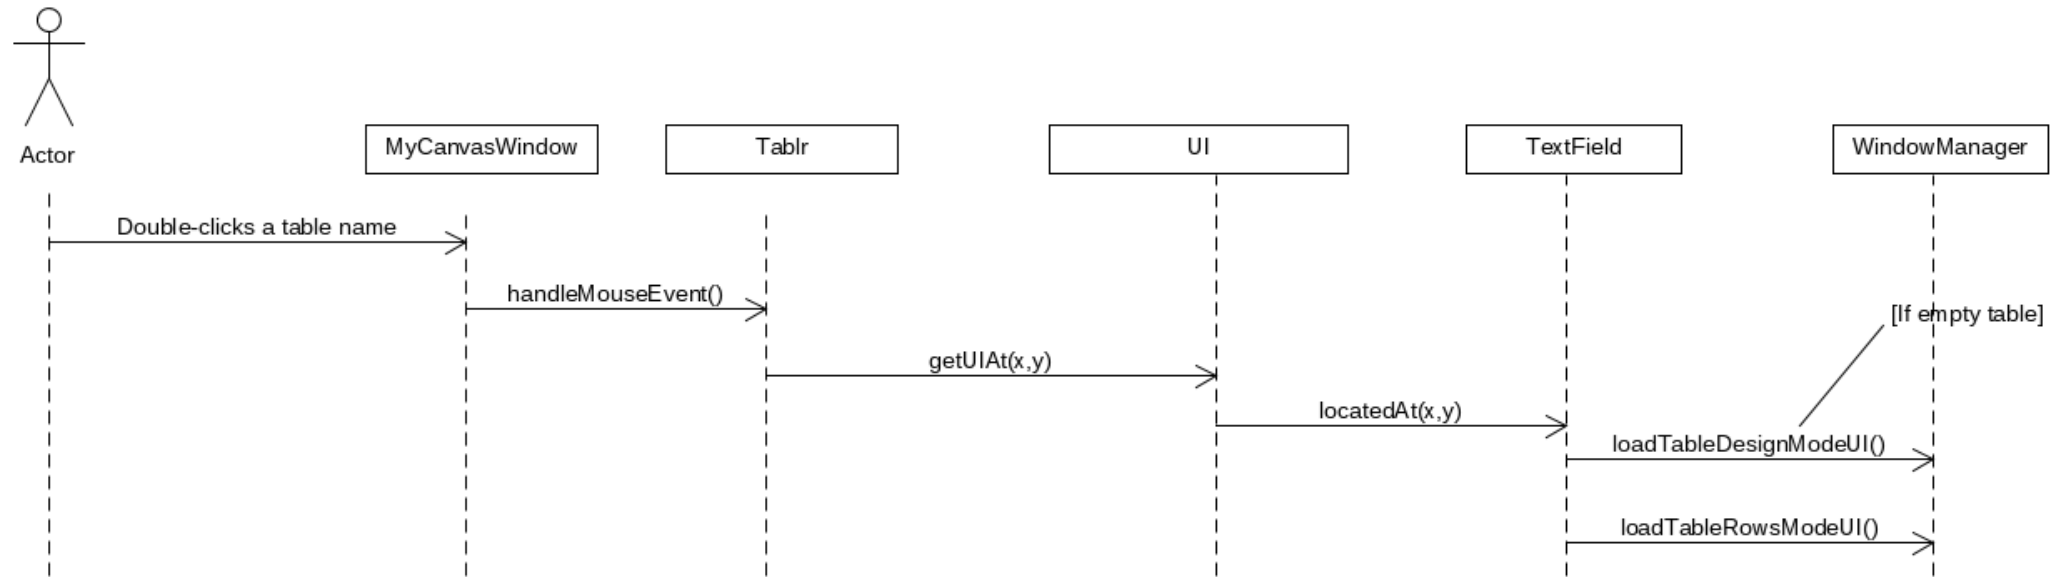 Actor
MyCanvasWindow
Tablr
UI
TextField
WindowManager
Double-clicks a table name
handleMouseEvent()
[If empty table]
getUIAt(x,y)
locatedAt(x,y)
loadTableDesignModeUI()
loadTableRowsModeUI()